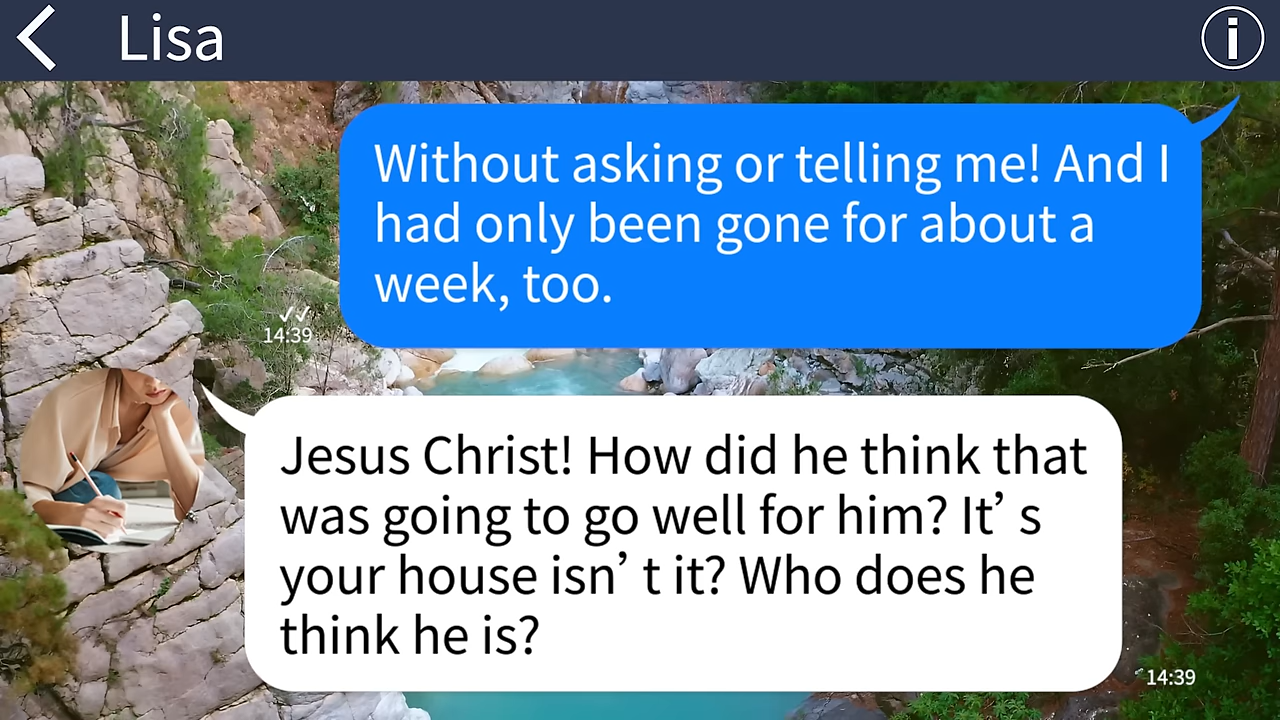 Lisa
Without asking or telling me! And I
had only been gone for about a
week, too.
14:39
Jesus Christ! How did he think that
was going to go well for him? It’s
your house isn’t it? Who does he
think he is?
14:39